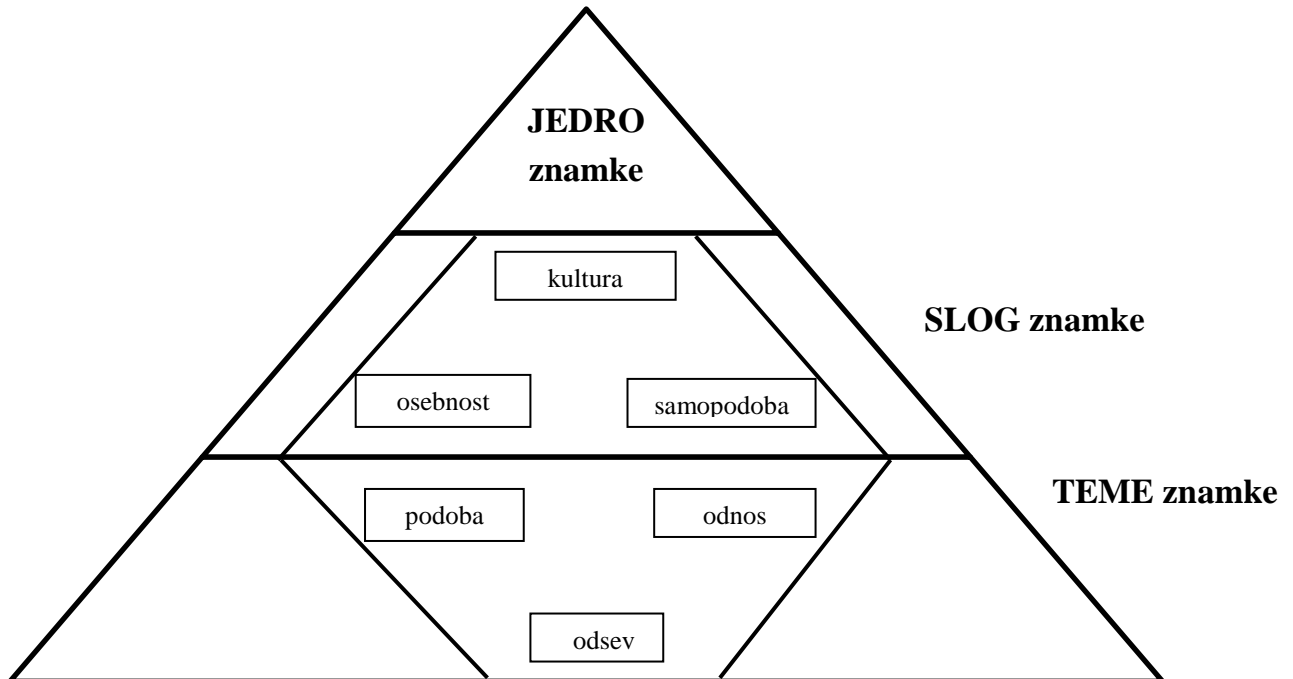 JEDRO
znamke
kultura
SLOG znamke
osebnost
samopodoba
TEME znamke
podoba
odnos
odsev